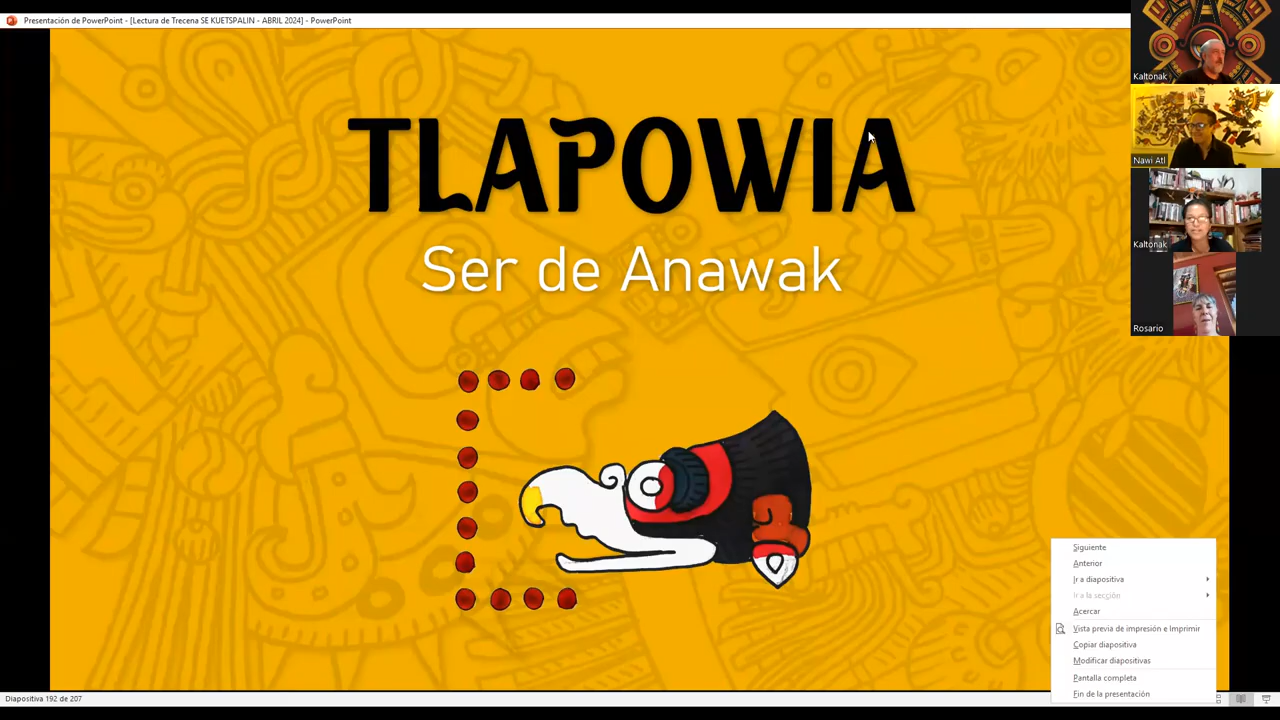 Presentación de PowerPoint - [Lectura de Trecena SE KUETSPALIN - ABRIL 2024] - PowerPoint
TLAPOWIA
Ser de Anawak
Kaltonak
Nawi Atl
Kaltonak
Rosario
Siguiente
Anterior
Ir a diapositiva
Ir a la sección
Acercar
Vista previa de impresión e Imprimir
Copiar diapositiva
Modificar diapositivas
Pantalla completa
Fin de la presentación
Diapositiva 192 de 207